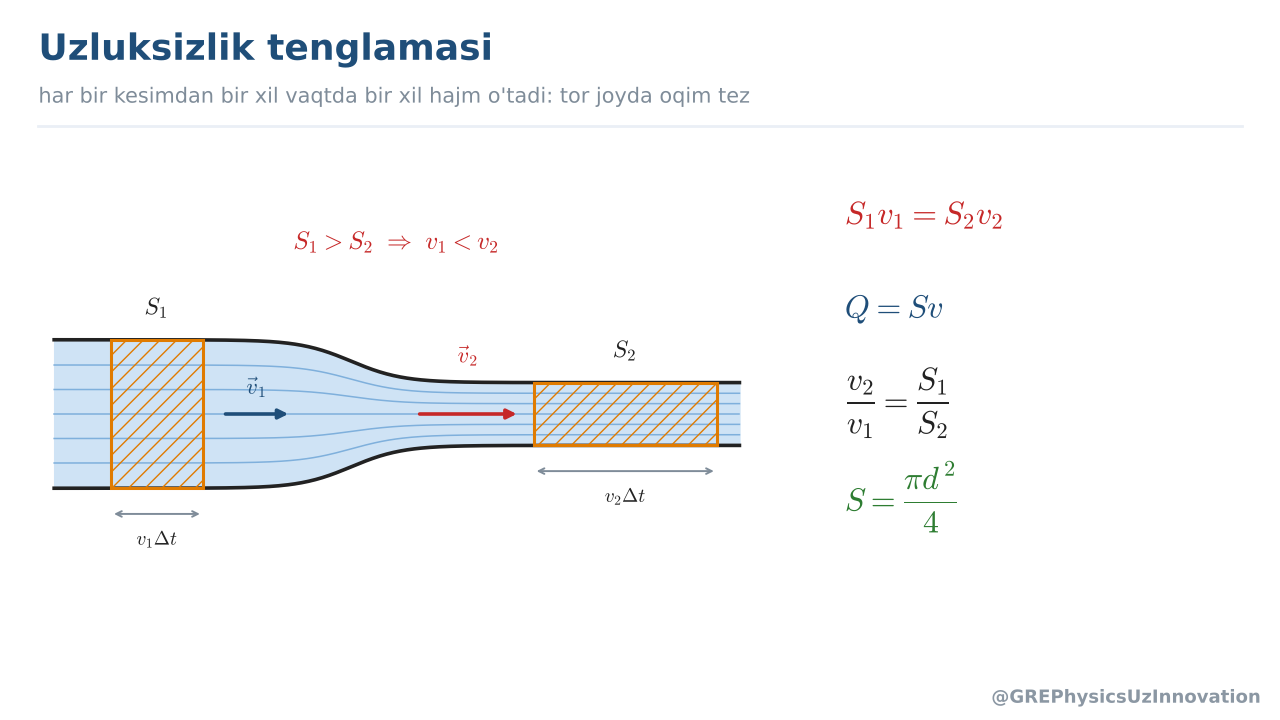 Uzluksizlik tenglamasi
har bir kesimdan bir xil vaqtda bir xil hajm o'tadi: tor joyda oqim tez
S₁ > S₂ ⇒ v₁ < v₂
S₁
S₂
v⃗₁
v⃗₂
v₁Δt
v₂Δt
S₁v₁ = S₂v₂
Q = Sv
v₂/v₁ = S₁/S₂
S = πd²/4
@GREPhysicsUzInnovation